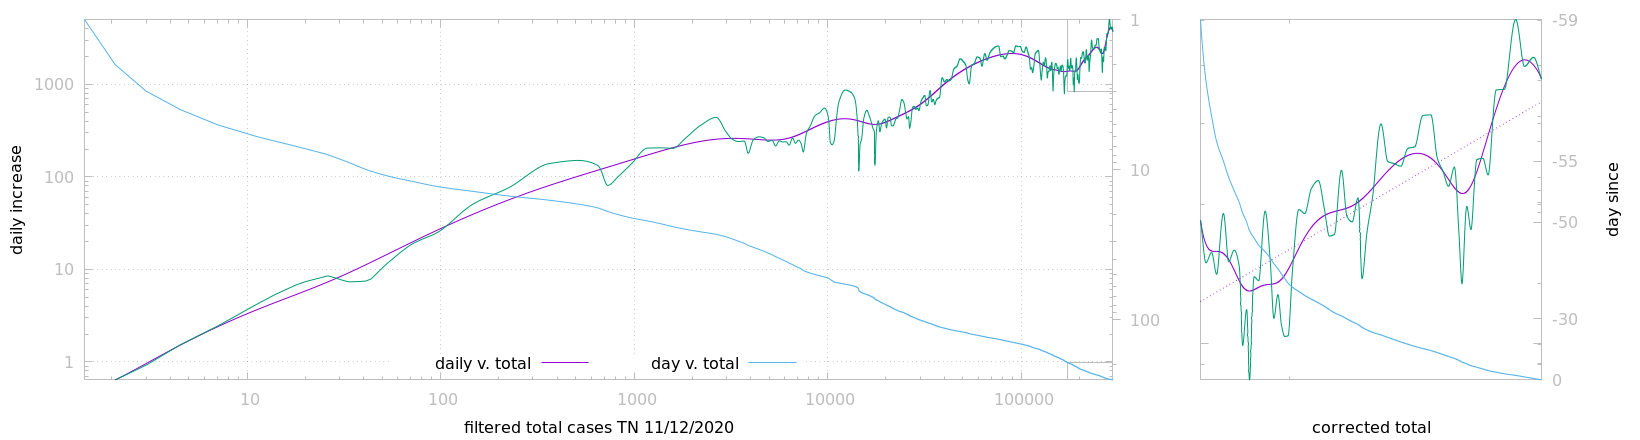 daily increase
1000
100
10
1
daily v. total
day v. total
10
100
1000
10000
100000
filtered total cases TN 11/12/2020
1
10
100
-59
-55
-50
-30
0
day since
corrected total